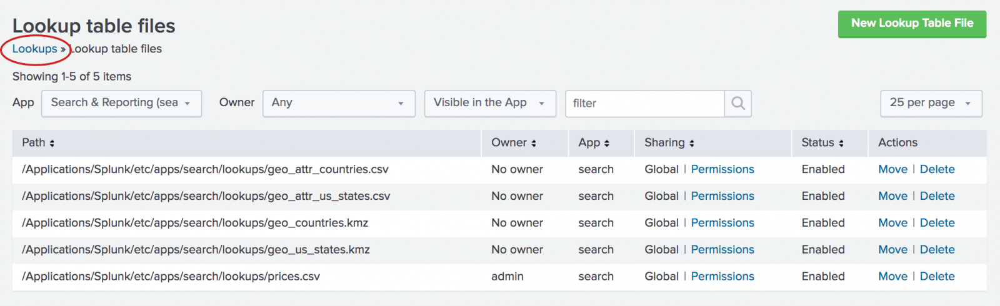 Lookup table files
New Lookup Table File
Lookups » Lookup table files
Showing 1-5 of 5 items
App Search & Reporting (sea Owner Any Visible in the App filter 25 per page
Path Owner App Sharing Status Actions
/Applications/Splunk/etc/apps/search/lookups/geo_attr_countries.csv No owner search Global | Permissions Enabled Move | Delete
/Applications/Splunk/etc/apps/search/lookups/geo_attr_us_states.csv No owner search Global | Permissions Enabled Move | Delete
/Applications/Splunk/etc/apps/search/lookups/geo_countries.kmz No owner search Global | Permissions Enabled Move | Delete
/Applications/Splunk/etc/apps/search/lookups/geo_us_states.kmz No owner search Global | Permissions Enabled Move | Delete
/Applications/Splunk/etc/apps/search/lookups/prices.csv admin search Global | Permissions Enabled Move | Delete